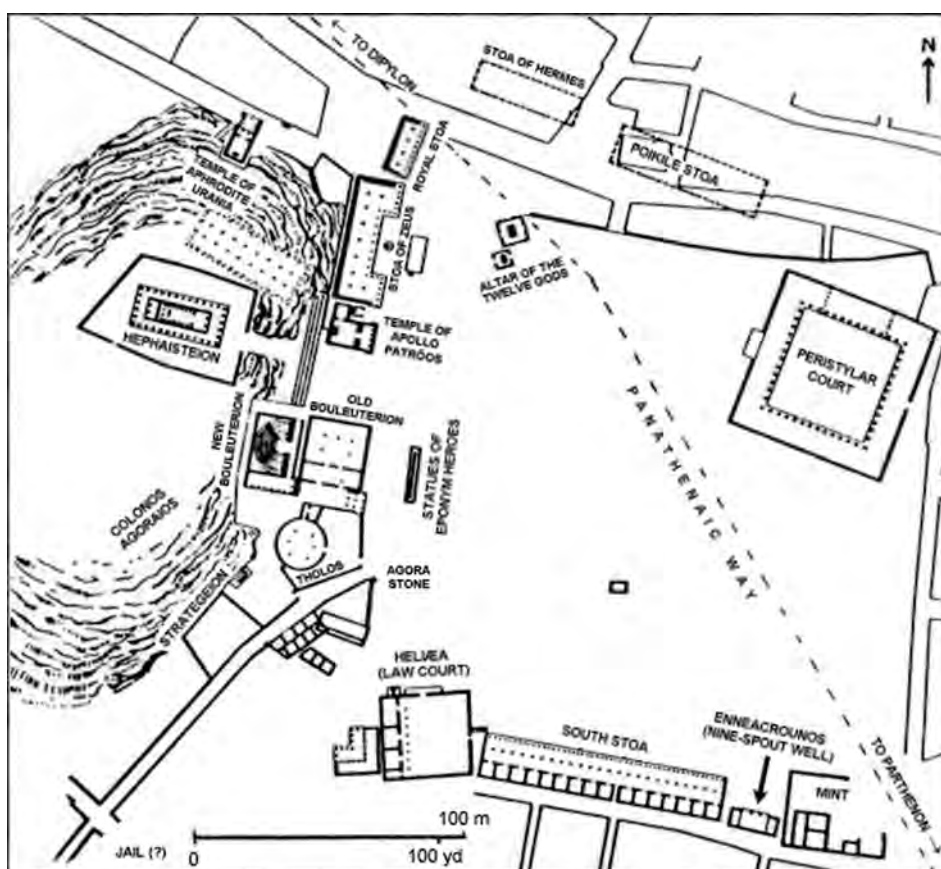 TO DIPYLON
STOA OF HERMES
N
POIKILE STOA
ROYAL STOA
TEMPLE OF
APHRODITE
URANIA
STOA OF ZEUS
ALTAR OF THE
TWELVE GODS
TEMPLE OF
APOLLO
PATRŌOS
HEPHAISTEION
PERISTYLAR
COURT
OLD
BOULEUTERION
NEW
BOULEUTERION
STATUES OF
EPONYM HEROES
PANATHENAIC WAY
COLONOS
AGORAIOS
THOLOS
AGORA
STONE
STRATEGEION
HELIÆA
(LAW COURT)
SOUTH STOA
ENNEACROUNOS
(NINE-SPOUT WELL)
TO PARTHENON
MINT
100 m
0
100 yd
JAIL (?)